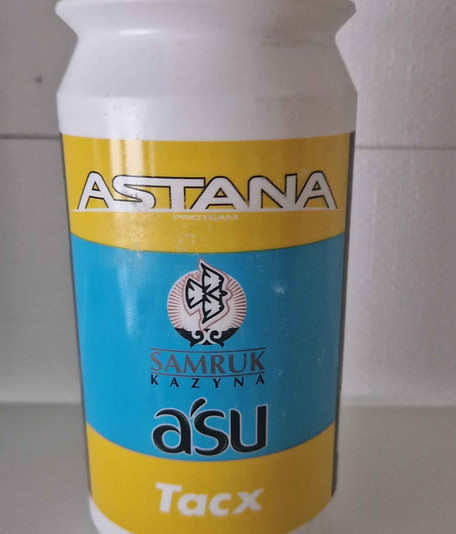 ASTANA
PROTEAM
SAMRUK
KAZYNA
a'su
Tacx